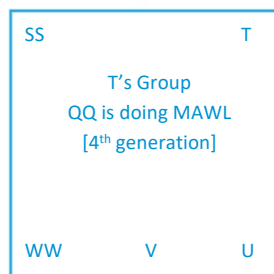 SS T
T's Group
QQ is doing MAWL
[4th generation]
WW V U